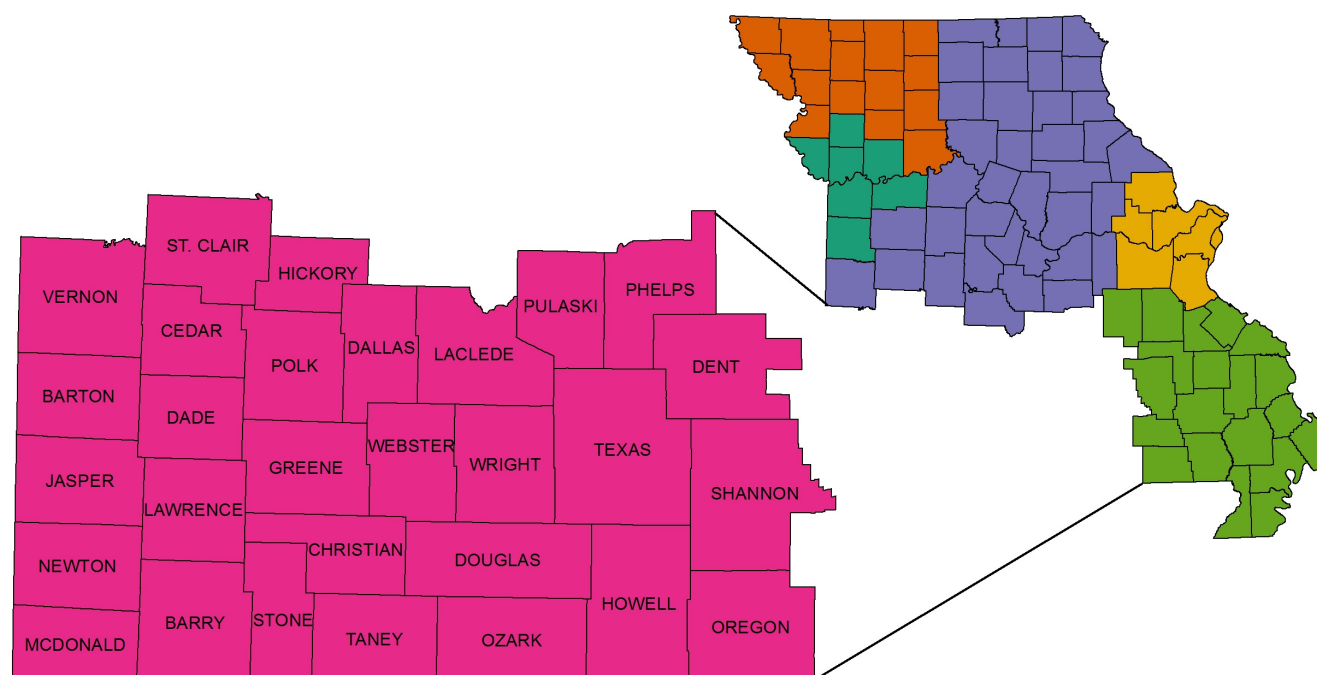 ST. CLAIR
HICKORY
VERNON
PULASKI
PHELPS
CEDAR
DALLAS
LACLEDE
POLK
DENT
BARTON
DADE
WEBSTER
TEXAS
GREENE
WRIGHT
JASPER
SHANNON
LAWRENCE
CHRISTIAN
DOUGLAS
NEWTON
HOWELL
BARRY
STONE
OREGON
TANEY
OZARK
MCDONALD